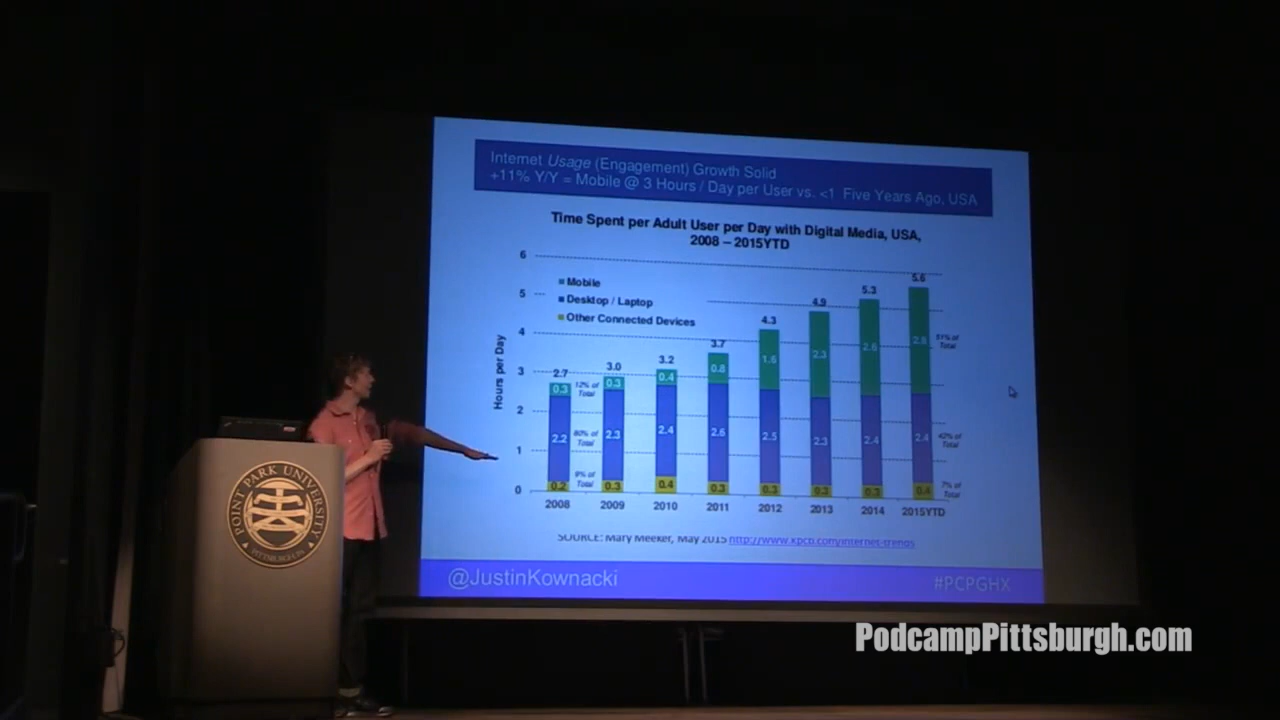 Internet Usage (Engagement) Growth Solid
+11% Y/Y = Mobile @ 3 Hours / Day per User vs. <1 Five Years Ago, USA
Time Spent per Adult User per Day with Digital Media, USA,
2008 – 2015YTD
Hours per Day
6
5
4
3
2
1
0
Mobile
Desktop / Laptop
Other Connected Devices
2.7
3.0
3.2
3.7
4.3
4.9
5.3
5.6
0.3
0.3
0.4
0.8
1.6
2.3
2.6
2.8
12% of
Total
51% of
Total
2.2
2.3
2.4
2.6
2.5
2.3
2.4
2.4
80% of
Total
42% of
Total
0.2
0.3
0.4
0.3
0.3
0.3
0.3
0.4
9% of
Total
7% of
Total
2008
2009
2010
2011
2012
2013
2014
2015YTD
SOURCE: Mary Meeker, May 2015 http://www.kpcb.com/internet-trends
@JustinKownacki
#PCPGHX
POINT PARK UNIVERSITY
PITTSBURGH, PA
PodcampPittsburgh.com